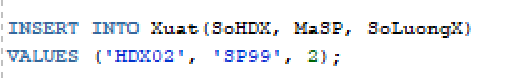 INSERT INTO Xuat(SoHDX, MaSP, SoLuongX)
VALUES ('HDX02', 'SP99', 2);